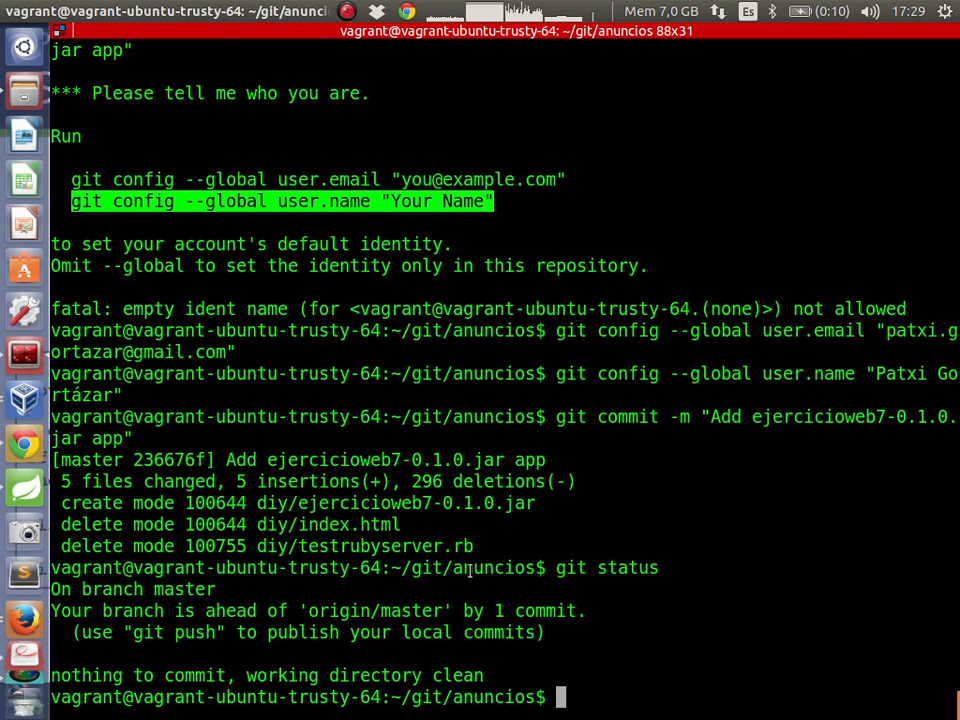 vagrant@vagrant-ubuntu-trusty-64: ~/git/anunci
Mem 7,0 GB
Es
(0:10)
17:29
vagrant@vagrant-ubuntu-trusty-64: ~/git/anuncios 88x31
jar app"
*** Please tell me who you are.
Run
git config --global user.email "you@example.com"
git config --global user.name "Your Name"
to set your account's default identity.
Omit --global to set the identity only in this repository.
fatal: empty ident name (for <vagrant@vagrant-ubuntu-trusty-64.(none)>) not allowed
vagrant@vagrant-ubuntu-trusty-64:~/git/anuncios$ git config --global user.email "patxi.g
ortazar@gmail.com"
vagrant@vagrant-ubuntu-trusty-64:~/git/anuncios$ git config --global user.name "Patxi Go
rtázar"
vagrant@vagrant-ubuntu-trusty-64:~/git/anuncios$ git commit -m "Add ejercicioweb7-0.1.0.
jar app"
[master 236676f] Add ejercicioweb7-0.1.0.jar app
5 files changed, 5 insertions(+), 296 deletions(-)
create mode 100644 diy/ejercicioweb7-0.1.0.jar
delete mode 100644 diy/index.html
delete mode 100755 diy/testrubyserver.rb
vagrant@vagrant-ubuntu-trusty-64:~/git/anuncios$ git status
On branch master
Your branch is ahead of 'origin/master' by 1 commit.
(use "git push" to publish your local commits)
nothing to commit, working directory clean
vagrant@vagrant-ubuntu-trusty-64:~/git/anuncios$